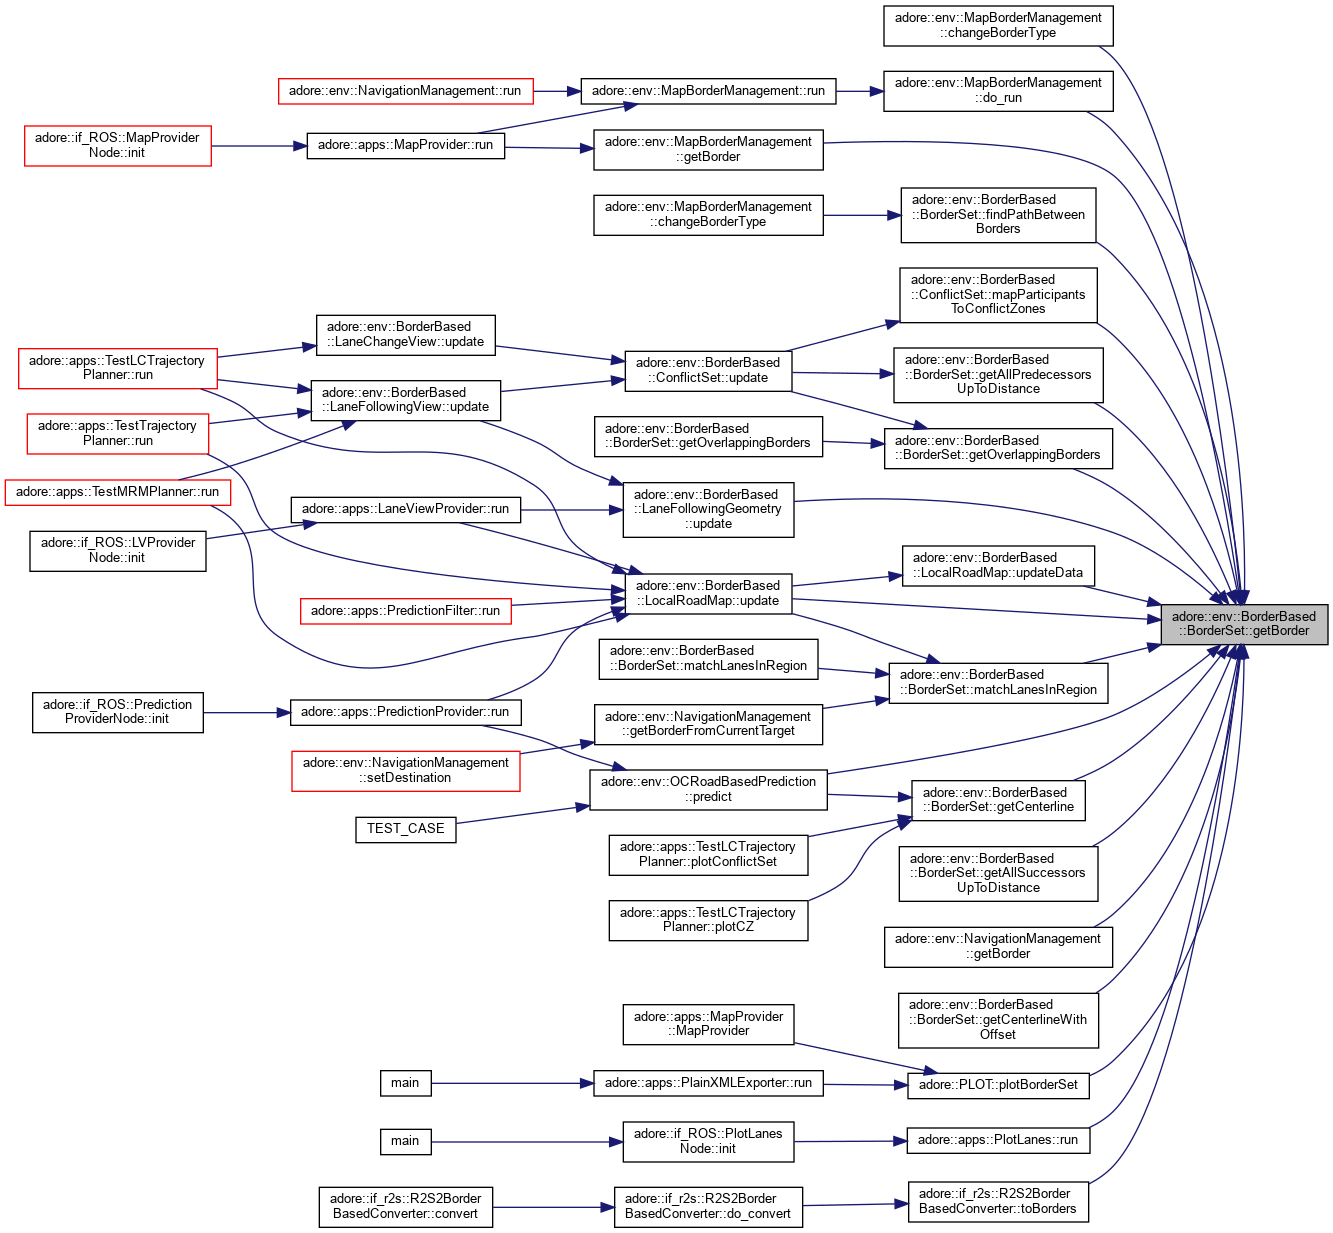 adore::env::MapBorderManagement
::changeBorderType
adore::env::NavigationManagement::run
adore::env::MapBorderManagement::run
adore::env::MapBorderManagement
::do_run
adore::if_ROS::MapProvider
Node::init
adore::apps::MapProvider::run
adore::env::MapBorderManagement
::getBorder
adore::env::MapBorderManagement
::changeBorderType
adore::env::BorderBased
::BorderSet::findPathBetween
Borders
adore::env::BorderBased
::ConflictSet::mapParticipants
ToConflictZones
adore::env::BorderBased
::LaneChangeView::update
adore::apps::TestLCTrajectory
Planner::run
adore::env::BorderBased
::ConflictSet::update
adore::env::BorderBased
::BorderSet::getAllPredecessors
UpToDistance
adore::env::BorderBased
::LaneFollowingView::update
adore::apps::TestTrajectory
Planner::run
adore::env::BorderBased
::BorderSet::getOverlappingBorders
adore::env::BorderBased
::BorderSet::getOverlappingBorders
adore::apps::TestMRMPlanner::run
adore::apps::LaneViewProvider::run
adore::env::BorderBased
::LaneFollowingGeometry
::update
adore::if_ROS::LVProvider
Node::init
adore::env::BorderBased
::LocalRoadMap::updateData
adore::apps::PredictionFilter::run
adore::env::BorderBased
::LocalRoadMap::update
adore::env::BorderBased
::BorderSet::getBorder
adore::env::BorderBased
::BorderSet::matchLanesInRegion
adore::env::BorderBased
::BorderSet::matchLanesInRegion
adore::if_ROS::Prediction
ProviderNode::init
adore::apps::PredictionProvider::run
adore::env::NavigationManagement
::getBorderFromCurrentTarget
adore::env::NavigationManagement
::setDestination
adore::env::OCRoadBasedPrediction
::predict
adore::env::BorderBased
::BorderSet::getCenterline
TEST_CASE
adore::apps::TestLCTrajectory
Planner::plotConflictSet
adore::env::BorderBased
::BorderSet::getAllSuccessors
UpToDistance
adore::apps::TestLCTrajectory
Planner::plotCZ
adore::env::NavigationManagement
::getBorder
adore::env::BorderBased
::BorderSet::getCenterlineWith
Offset
adore::apps::MapProvider
::MapProvider
main
adore::apps::PlainXMLExporter::run
adore::PLOT::plotBorderSet
main
adore::if_ROS::PlotLanes
Node::init
adore::apps::PlotLanes::run
adore::if_r2s::R2S2Border
BasedConverter::convert
adore::if_r2s::R2S2Border
BasedConverter::do_convert
adore::if_r2s::R2S2Border
BasedConverter::toBorders